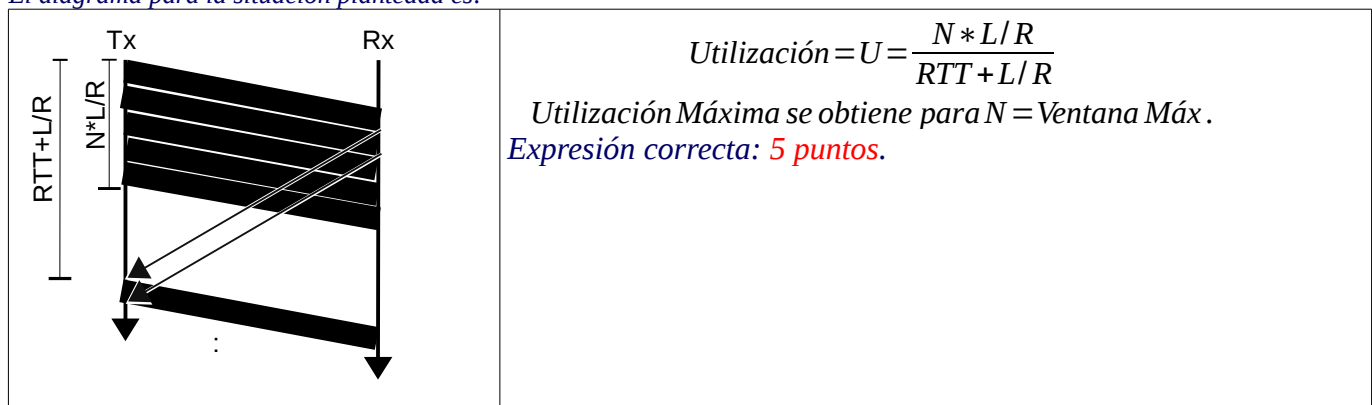 El diagrama para la situación planteada es:
Tx
Rx
RTT+L/R
N*L/R
:
Utilización=U=N∗L/R / RTT+L/R
Utilización Máxima se obtiene para N=Ventana Máx.
Expresión correcta: 5 puntos.